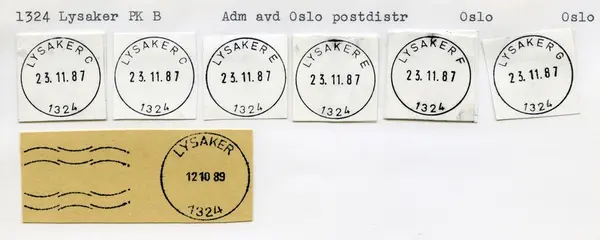 1324 Lysaker PK B Adm avd Oslo postdistr Oslo Oslo
LYSAKER C
23.11.87
1324
LYSAKER C
23.11.87
1324
LYSAKER E
23.11.87
1324
LYSAKER E
23.11.87
1324
LYSAKER F
23.11.87
1324
LYSAKER G
23.11.87
1324
LYSAKER
12 10 89
1324